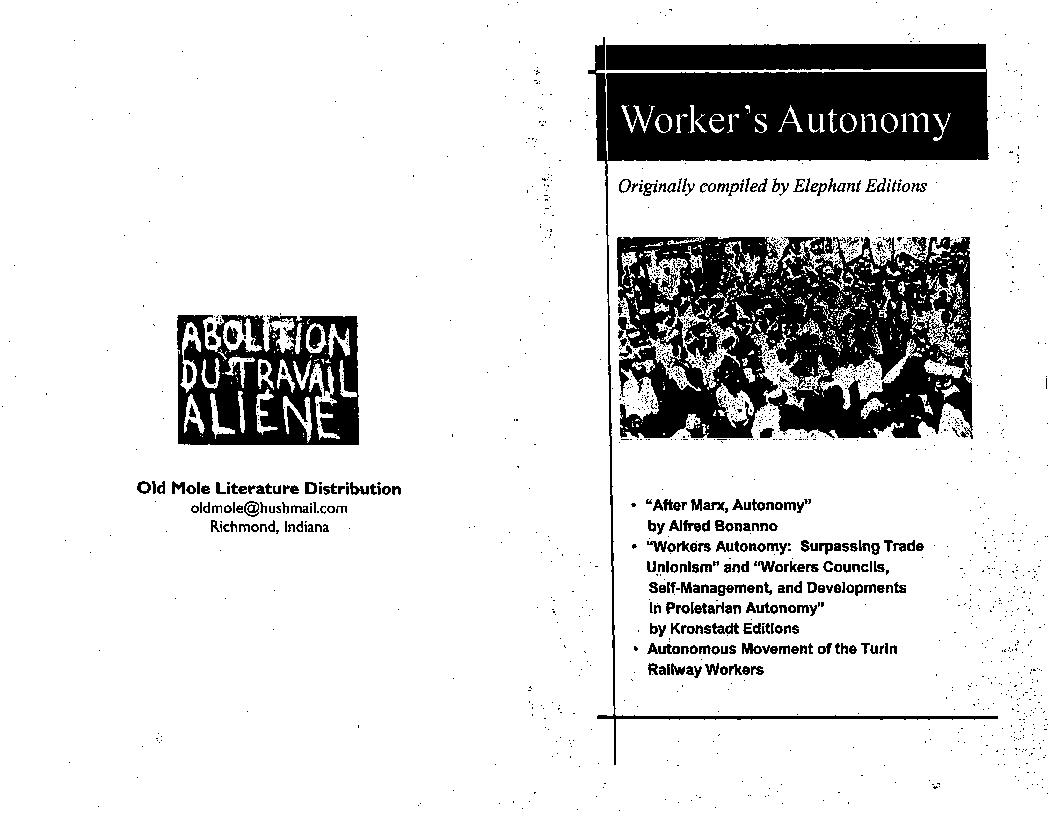 ABOLITION
DU TRAVAIL
ALIENE
Old Mole Literature Distribution
oldmole@hushmail.com
Richmond, Indiana
Worker's Autonomy
Originally compiled by Elephant Editions
• "After Marx, Autonomy"
by Alfred Bonanno
• "Workers Autonomy: Surpassing Trade
Unionism" and "Workers Councils,
Self-Management, and Developments
in Proletarian Autonomy"
by Kronstadt Editions
• Autonomous Movement of the Turin
Railway Workers